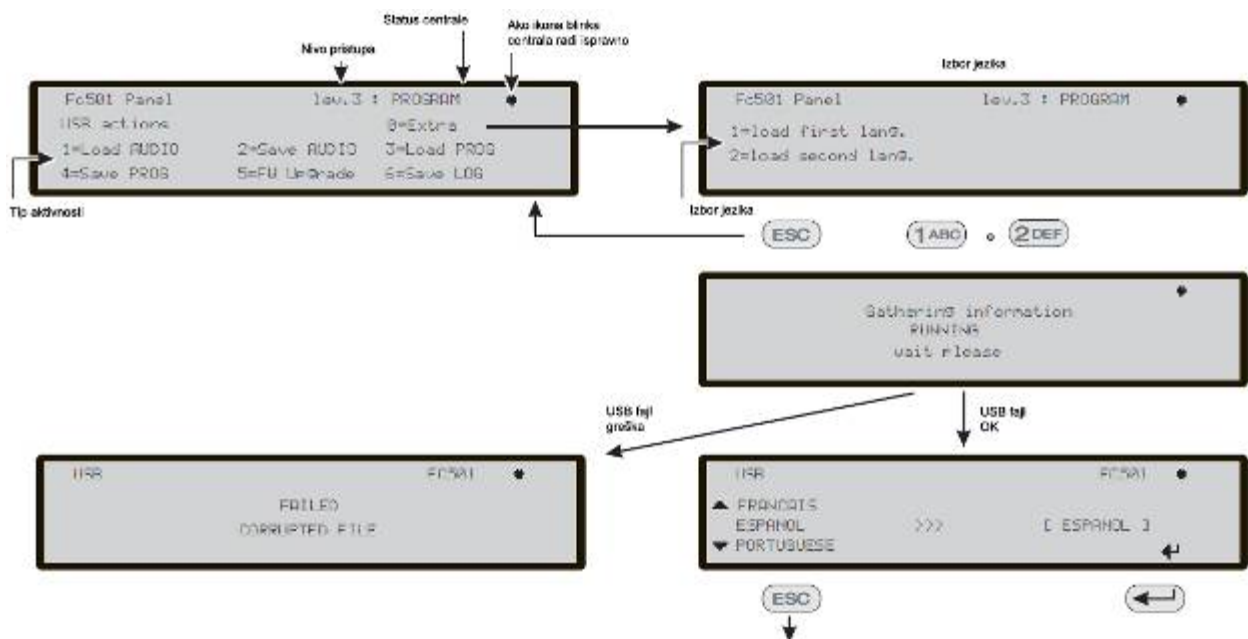 Status centrale
Ako ikona blinka
centrala radi ispravno
Nivo pristupa
Izbor jezika
Fc501 Panel lev.3 : PROGRAM
USB actions 0=Extra
1=Load AUDIO 2=Save AUDIO 3=Load PROG
4=Save PROG 5=FW UpGrade 6=Save LOG
Fc501 Panel lev.3 : PROGRAM
1=load first lang.
2=load second lang.
Tip aktivnosti
Izbor jezika
ESC 1 ABC o 2 DEF
Gathering information
RUNNING
wait please
USB fajl
greška
USB fajl
OK
USB FC501
FAILED
CORRUPTED FILE
USB FC501
FRANCAIS
ESPANOL >>> [ ESPANOL ]
PORTUGUESE
ESC